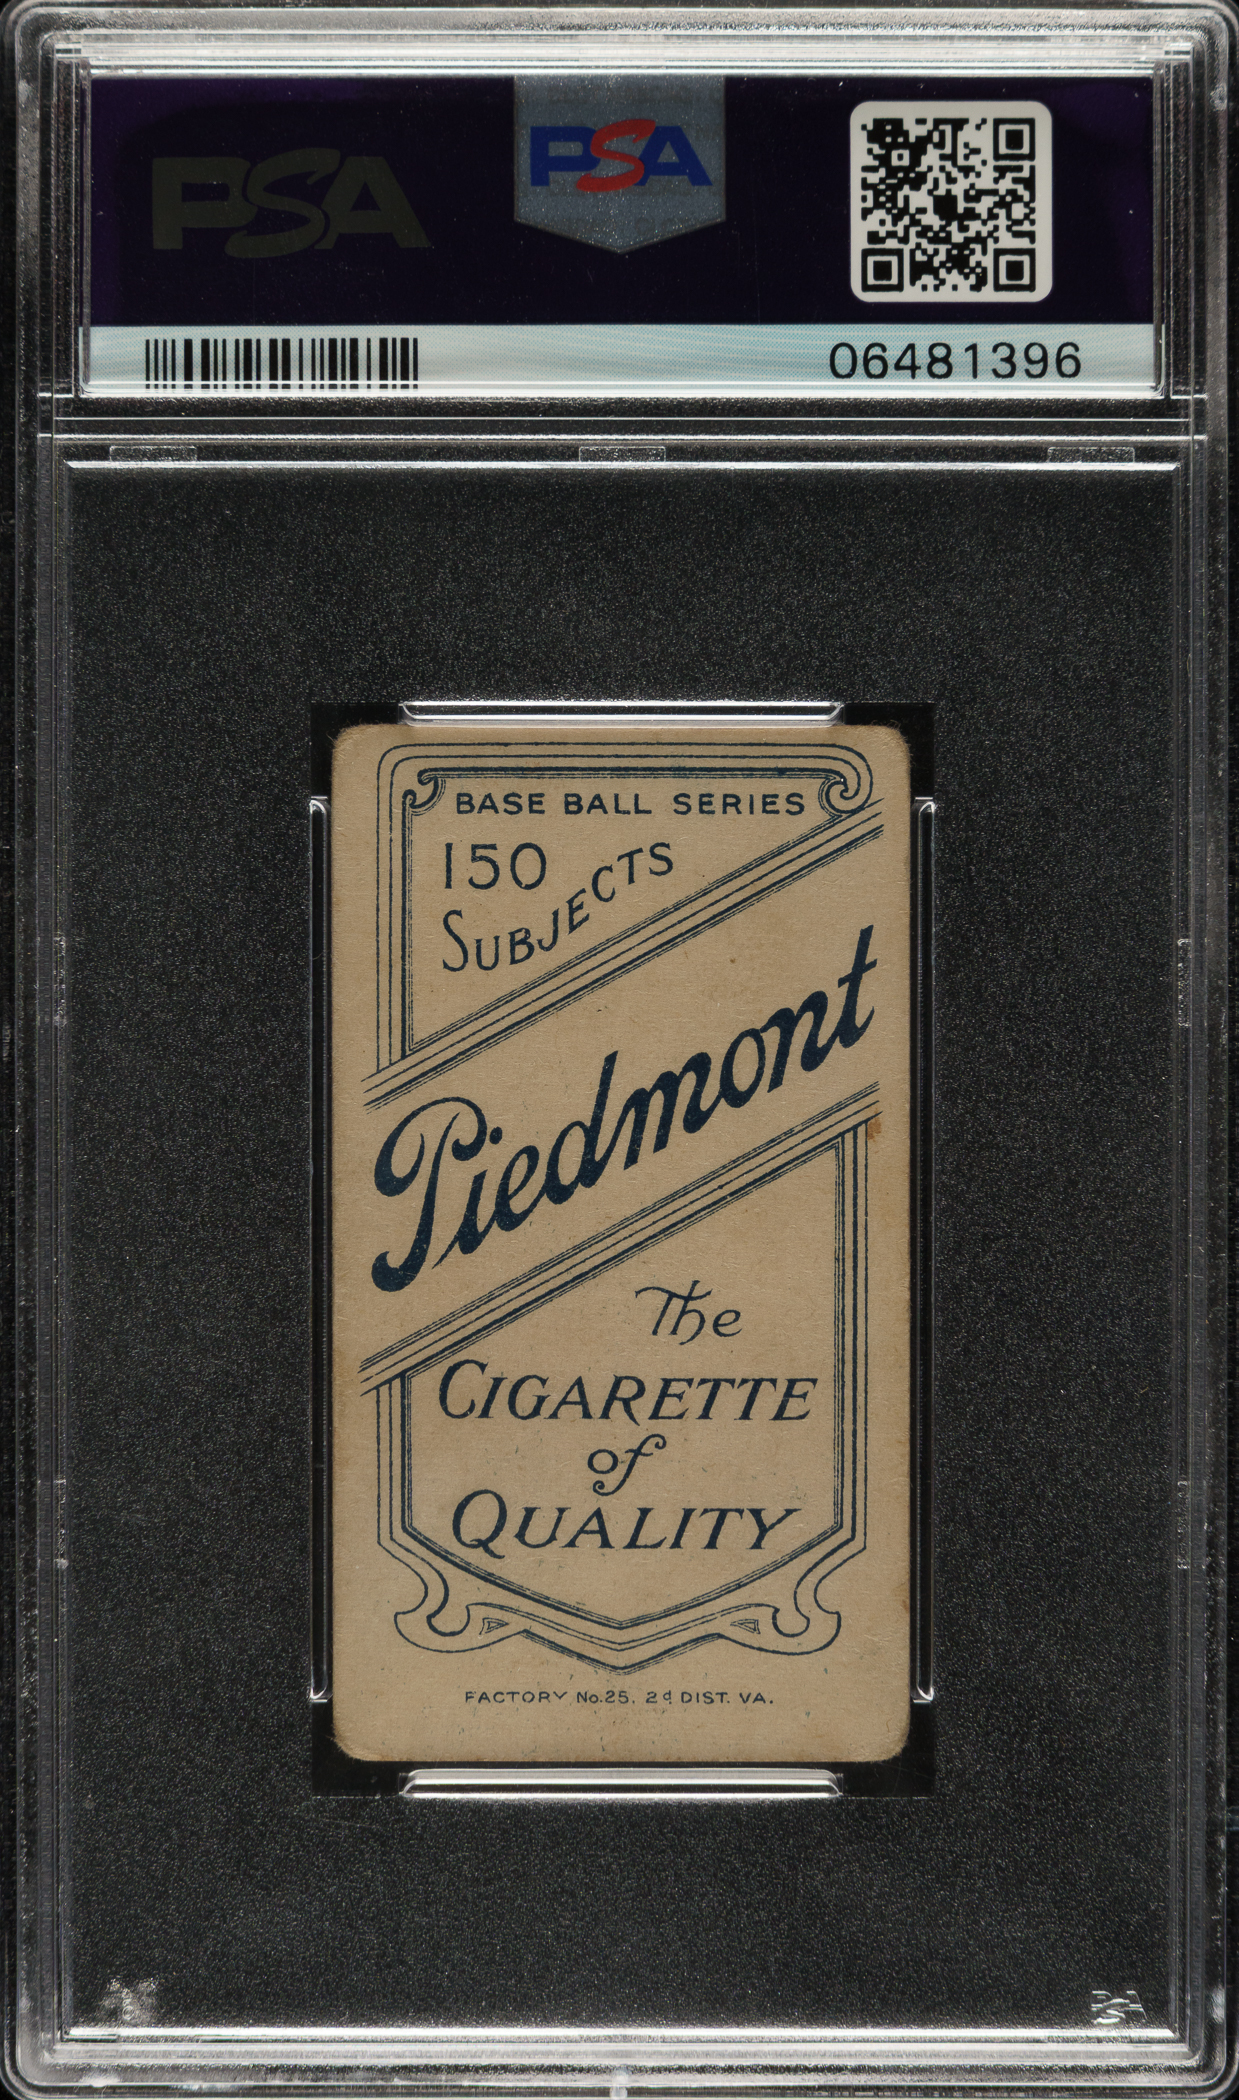 PSA
PSA
06481396
BASE BALL SERIES
150
SUBJECTS
Piedmont
The
CIGARETTE
of
QUALITY
FACTORY No. 25, 2d DIST. VA.
PSA